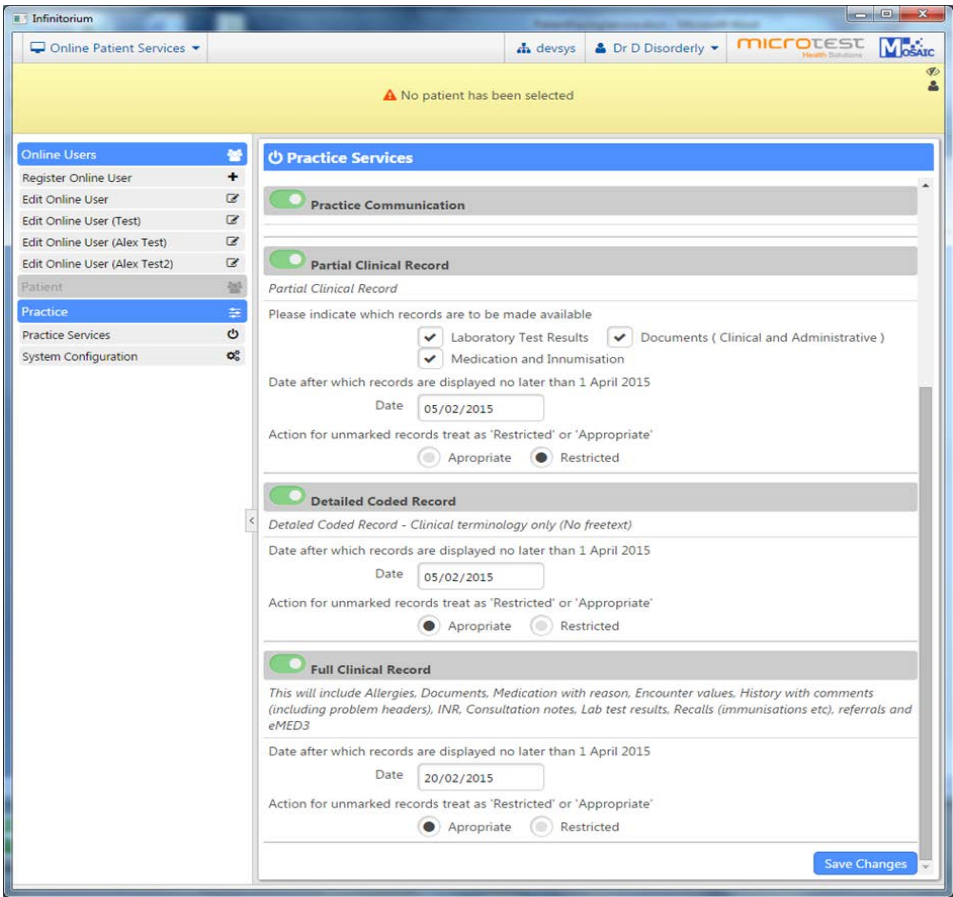 Infinitorium
Online Patient Services
devsys
Dr D Disorderly
microtest
Health Solutions
Mosaic
No patient has been selected
Online Users
Register Online User
Edit Online User
Edit Online User (Test)
Edit Online User (Alex Test)
Edit Online User (Alex Test2)
Patient
Practice
Practice Services
System Configuration
Practice Services
Practice Communication
Partial Clinical Record
Partial Clinical Record
Please indicate which records are to be made available
Laboratory Test Results Documents ( Clinical and Administrative )
Medication and Innumisation
Date after which records are displayed no later than 1 April 2015
Date 05/02/2015
Action for unmarked records treat as 'Restricted' or 'Appropriate'
Apropriate Restricted
Detailed Coded Record
Detaled Coded Record - Clinical terminology only (No freetext)
Date after which records are displayed no later than 1 April 2015
Date 05/02/2015
Action for unmarked records treat as 'Restricted' or 'Appropriate'
Apropriate Restricted
Full Clinical Record
This will include Allergies, Documents, Medication with reason, Encounter values, History with comments
(including problem headers), INR, Consultation notes, Lab test results, Recalls (immunisations etc), referrals and
eMED3
Date after which records are displayed no later than 1 April 2015
Date 20/02/2015
Action for unmarked records treat as 'Restricted' or 'Appropriate'
Apropriate Restricted
Save Changes